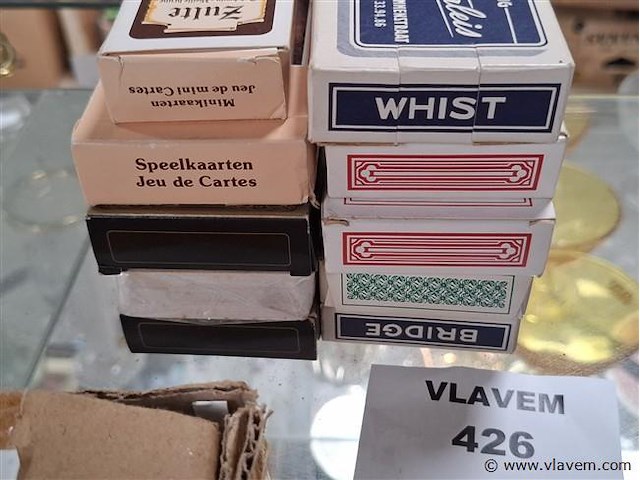 Zulte
Minikaarten
Jeu de mini Cartes
Speelkaarten
Jeu de Cartes
WHIST
BRIDGE
VLAVEM
426
© www.vlavem.com